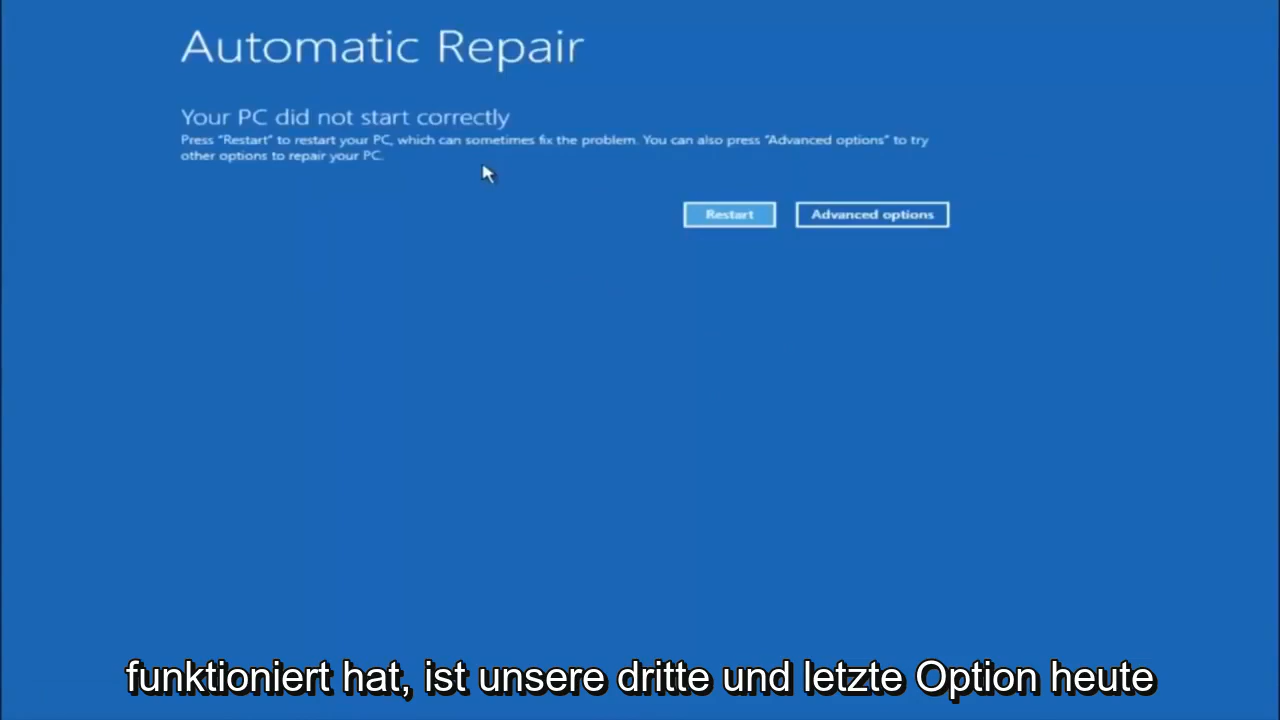 Automatic Repair
Your PC did not start correctly
Press "Restart" to restart your PC, which can sometimes fix the problem. You can also press "Advanced options" to try
other options to repair your PC.
Restart
Advanced options
funktioniert hat, ist unsere dritte und letzte Option heute